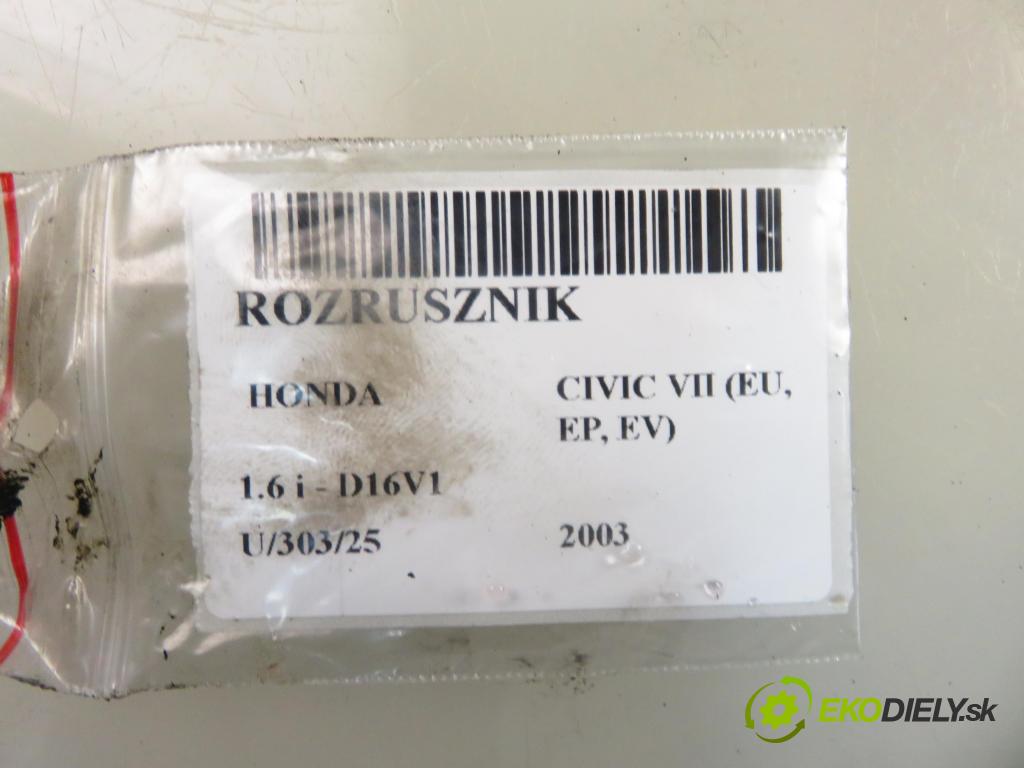 ROZRUSZNIK
HONDA
CIVIC VII (EU,
EP, EV)
1.6 i - D16V1
U/303/25
2003
EKODIELY.sk